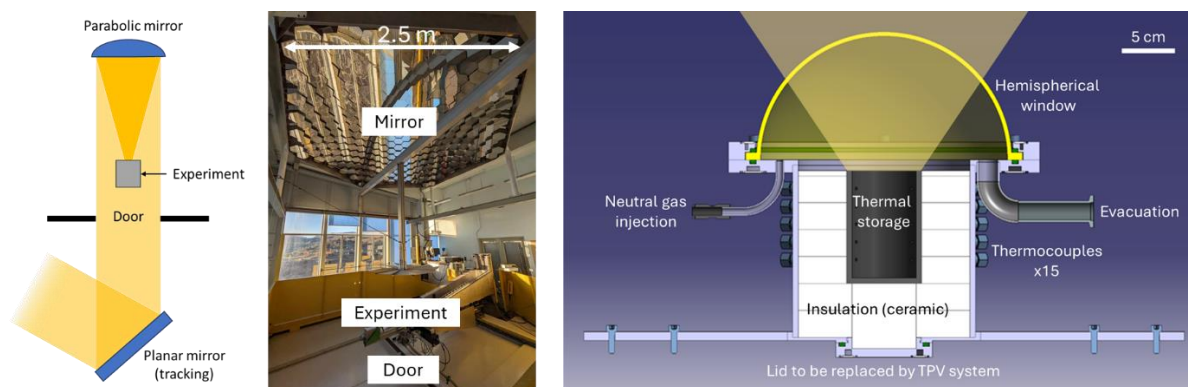 Parabolic mirror
Experiment
Door
Planar mirror
(tracking)
2.5 m
Mirror
Experiment
Door
5 cm
Hemispherical
window
Neutral gas
injection
Thermal
storage
Evacuation
Thermocouples
x15
Insulation (ceramic)
Lid to be replaced by TPV system